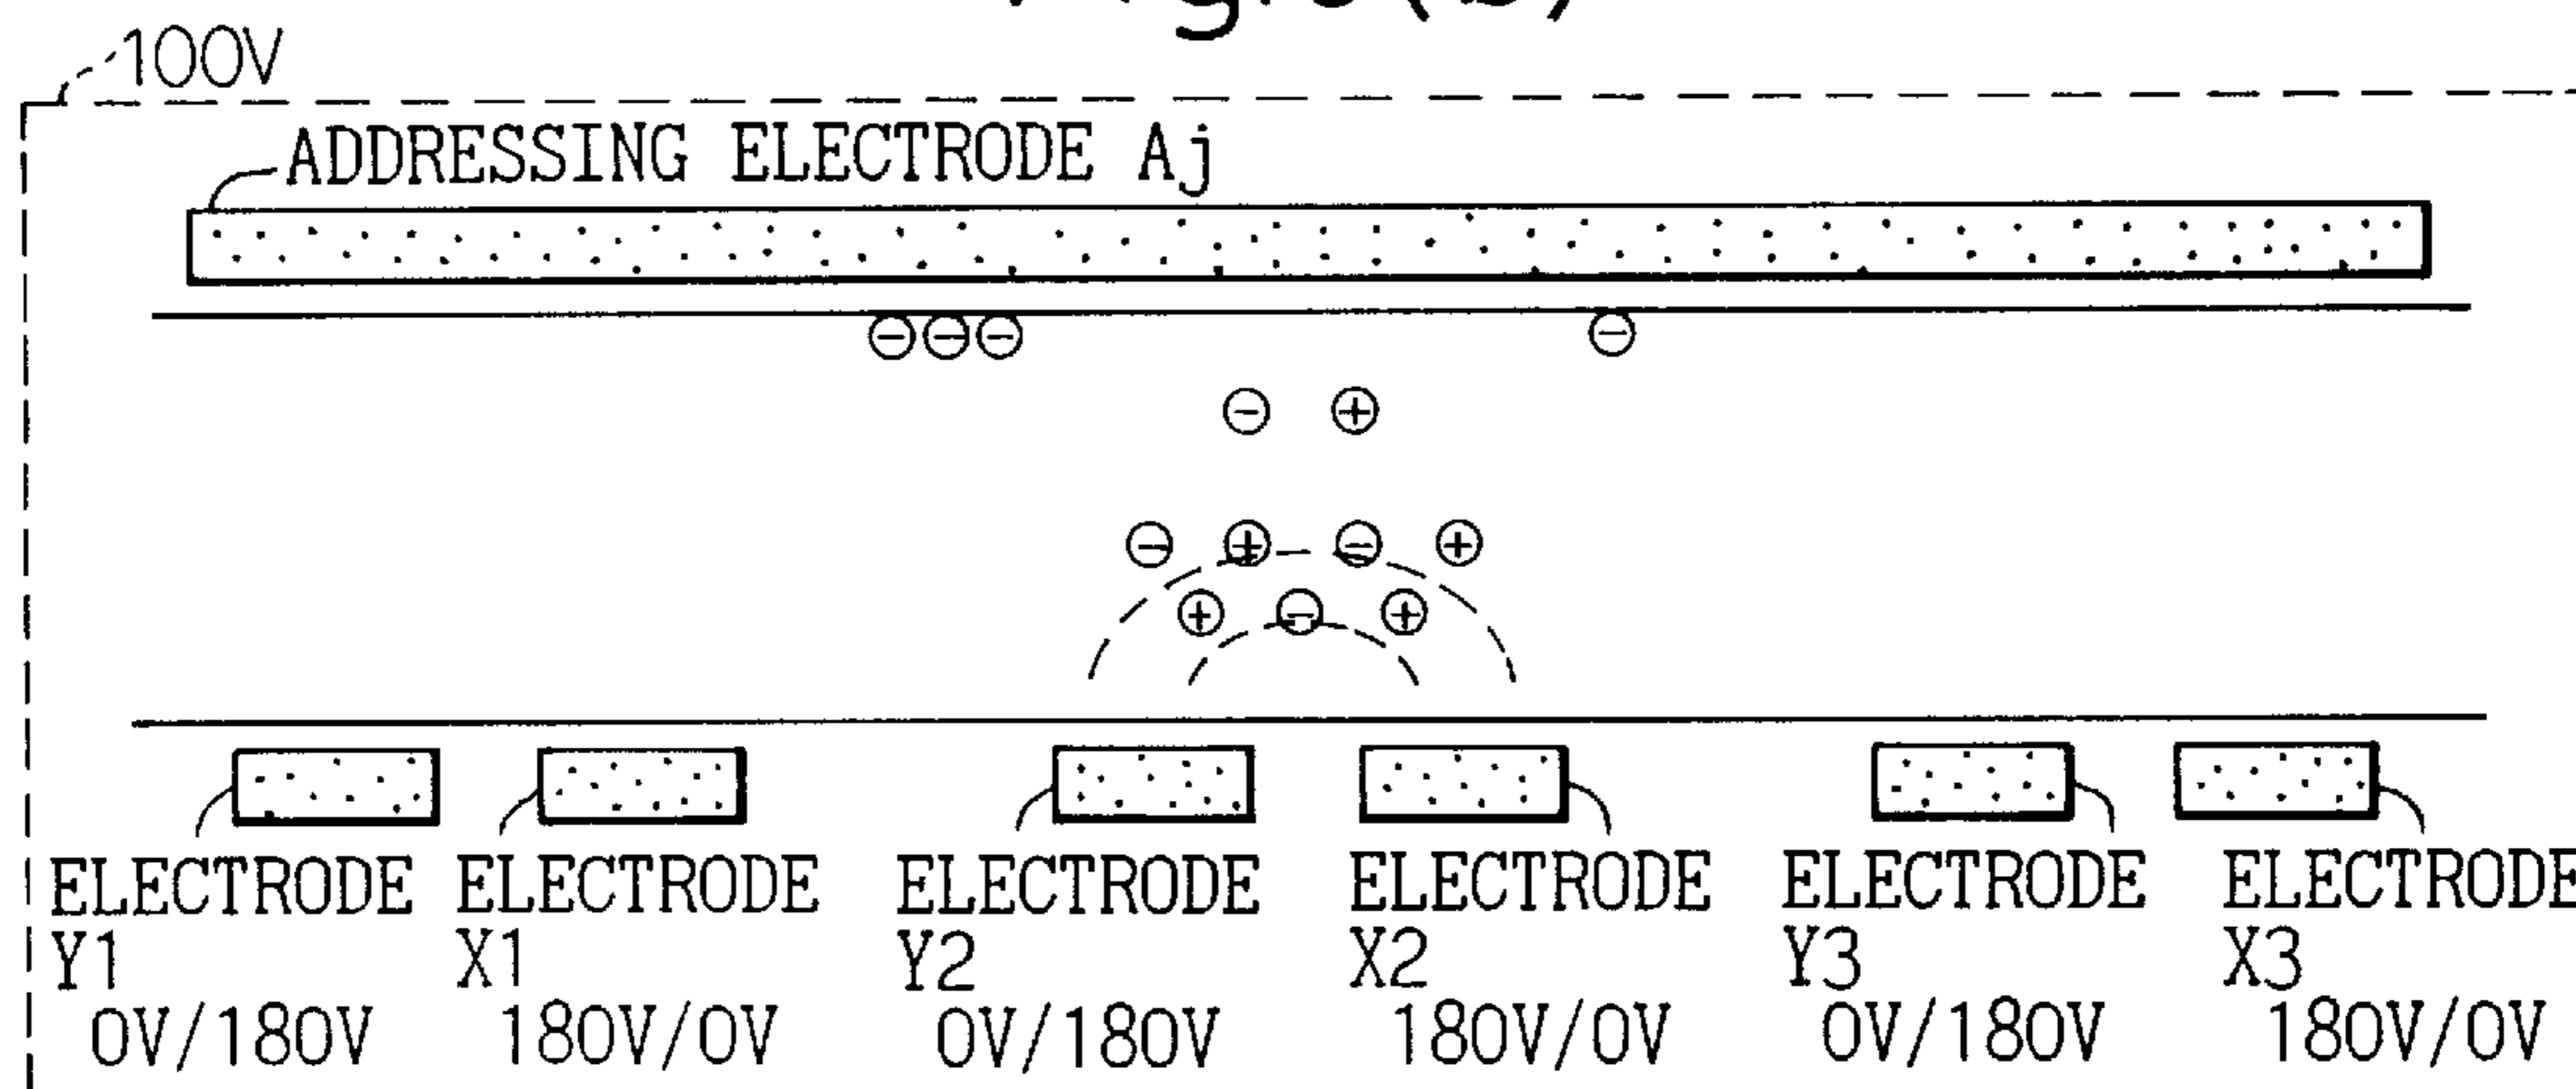 100V
ADDRESSING ELECTRODE Aj
ELECTRODE Y1
0V/180V
ELECTRODE X1
180V/0V
ELECTRODE Y2
0V/180V
ELECTRODE X2
180V/0V
ELECTRODE Y3
0V/180V
ELECTRODE X3
180V/0V